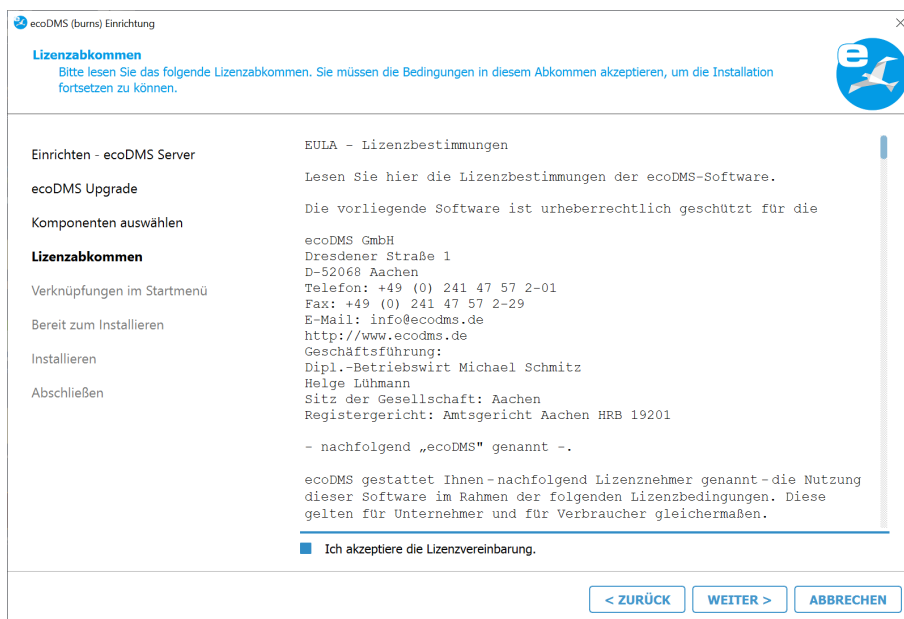 ecoDMS (burns) Einrichtung
Lizenzabkommen
Bitte lesen Sie das folgende Lizenzabkommen. Sie müssen die Bedingungen in diesem Abkommen akzeptieren, um die Installation
fortsetzen zu können.
e
Einrichten - ecoDMS Server
ecoDMS Upgrade
Komponenten auswählen
Lizenzabkommen
Verknüpfungen im Startmenü
Bereit zum Installieren
Installieren
Abschließen
EULA - Lizenzbestimmungen
Lesen Sie hier die Lizenzbestimmungen der ecoDMS-Software.
Die vorliegende Software ist urheberrechtlich geschützt für die
ecoDMS GmbH
Dresdener Straße 1
D-52068 Aachen
Telefon: +49 (0) 241 47 57 2-01
Fax: +49 (0) 241 47 57 2-29
E-Mail: info@ecodms.de
http://www.ecodms.de
Geschäftsführung:
Dipl.-Betriebswirt Michael Schmitz
Helge Lühmann
Sitz der Gesellschaft: Aachen
Registergericht: Amtsgericht Aachen HRB 19201
- nachfolgend „ecoDMS" genannt -.
ecoDMS gestattet Ihnen – nachfolgend Lizenznehmer genannt – die Nutzung
dieser Software im Rahmen der folgenden Lizenzbedingungen. Diese
gelten für Unternehmer und für Verbraucher gleichermaßen.
Ich akzeptiere die Lizenzvereinbarung.
< ZURÜCK
WEITER >
ABBRECHEN